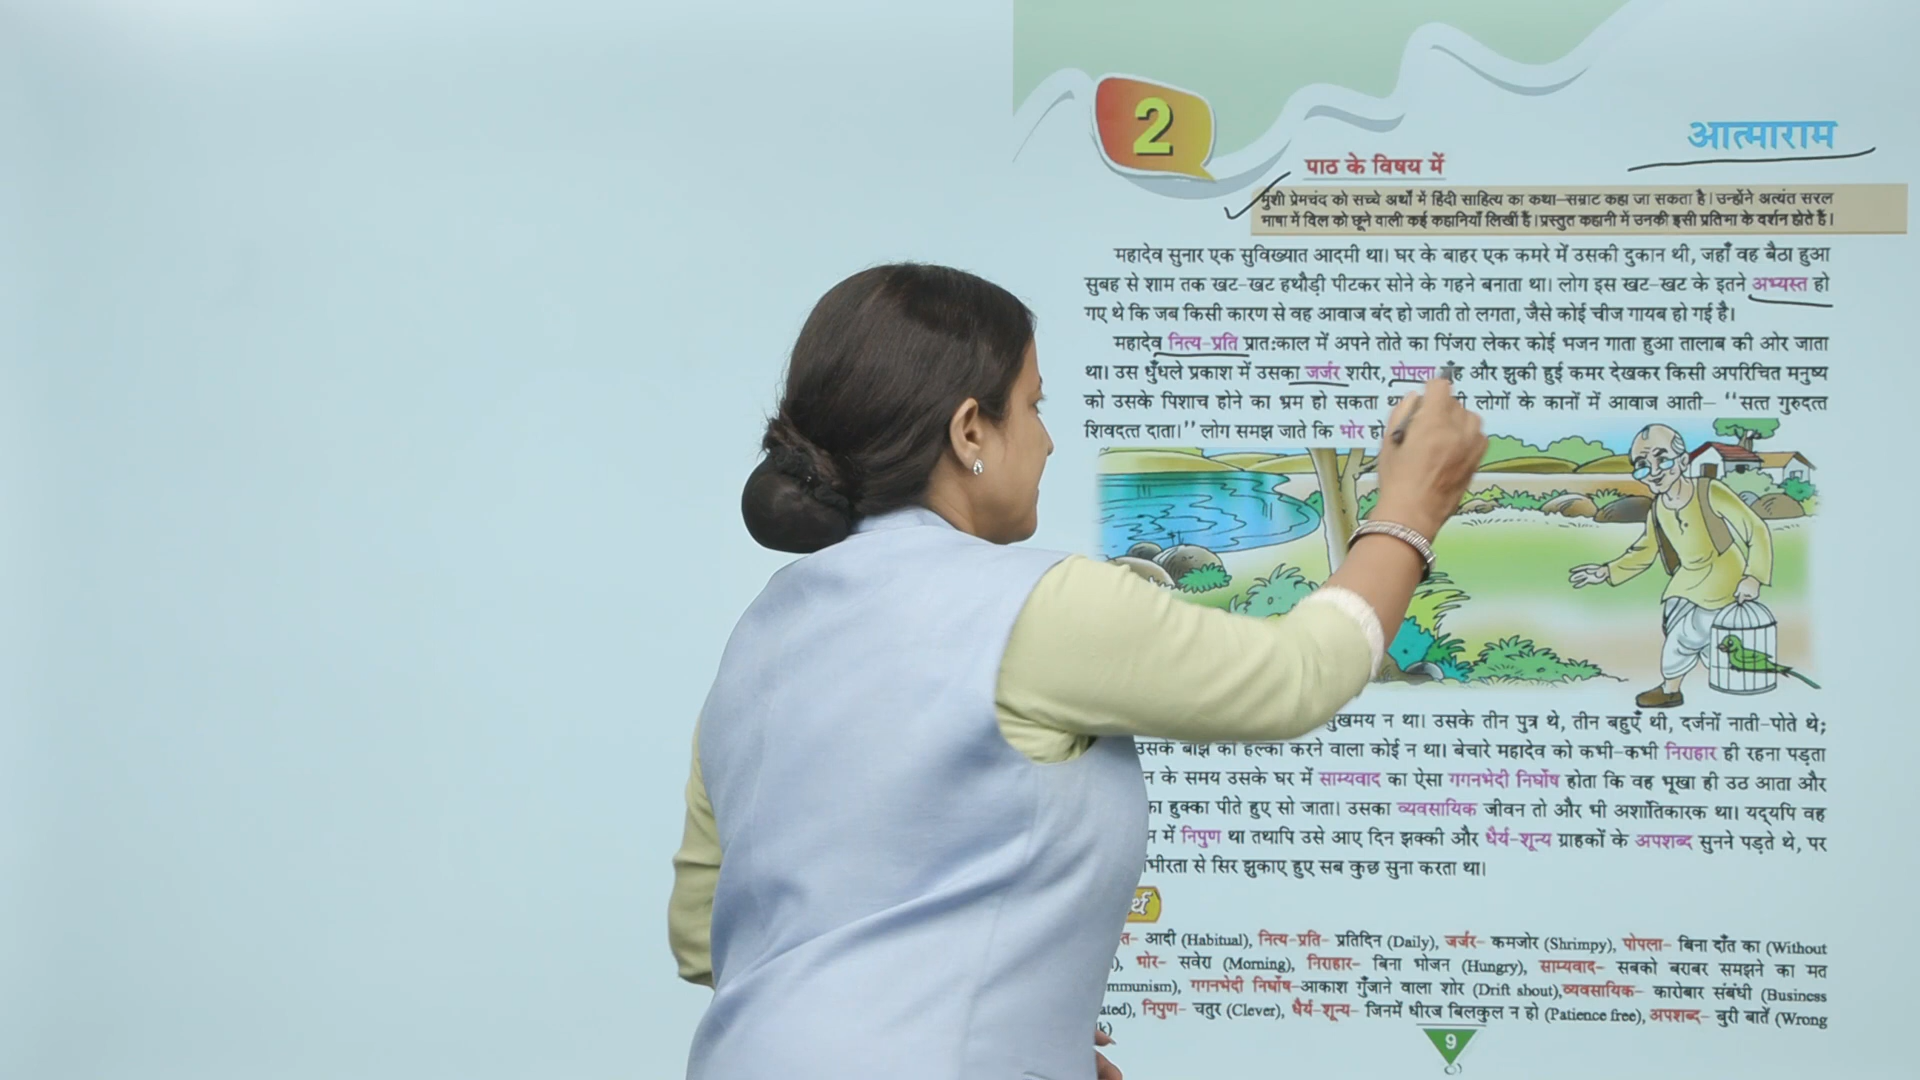 2
आत्माराम
पाठ के विषय में
मुंशी प्रेमचंद को सच्चे अर्थों में हिंदी साहित्य का कथा–सम्राट कहा जा सकता है। उन्होंने अत्यंत सरल
भाषा में दिल को छूने वाली कई कहानियाँ लिखीं हैं। प्रस्तुत कहानी में उनकी इसी प्रतिभा के दर्शन होते हैं।
महादेव सुनार एक सुविख्यात आदमी था। घर के बाहर एक कमरे में उसकी दुकान थी, जहाँ वह बैठा हुआ
सुबह से शाम तक खट-खट हथौड़ी पीटकर सोने के गहने बनाता था। लोग इस खट-खट के इतने अभ्यस्त हो
गए थे कि जब किसी कारण से वह आवाज बंद हो जाती तो लगता, जैसे कोई चीज गायब हो गई है।
महादेव नित्य-प्रति प्रात:काल में अपने तोते का पिंजरा लेकर कोई भजन गाता हुआ तालाब की ओर जाता
था। उस धुँधले प्रकाश में उसका जर्जर शरीर, पोपला और झुकी हुई कमर देखकर किसी अपरिचित मनुष्य
को उसके पिशाच होने का भ्रम हो सकता लोगों के कानों में आवाज आती– ‘‘सत्त गुरुदत्त
शिवदत्त दाता।’’ लोग समझ जाते कि भोर हो
सुखमय न था। उसके तीन पुत्र थे, तीन बहुएँ थी, दर्जनों नाती-पोते थे;
उसके बोझ को हल्का करने वाला कोई न था। बेचारे महादेव को कभी-कभी निराहार ही रहना पड़ता
के समय उसके घर में साम्यवाद का ऐसा गगनभेदी निर्घोष होता कि वह भूखा ही उठ आता और
हुक्का पीते हुए सो जाता। उसका व्यवसायिक जीवन तो और भी अशांतिकारक था। यद्यपि वह
में निपुण था तथापि उसे आए दिन झक्की और धैर्य-शून्य ग्राहकों के अपशब्द सुनने पड़ते थे, पर
से सिर झुकाए हुए सब कुछ सुना करता था।
आदी (Habitual), नित्य-प्रति– प्रतिदिन (Daily), जर्जर– कमजोर (Shrimpy), पोपला– बिना दाँत का (Without
भोर– सवेरा (Morning), निराहार– बिना भोजन (Hungry), साम्यवाद– सबको बराबर समझने का मत
गगनभेदी निर्घोष–आकाश गुँजाने वाला शोर (Drift shout),व्यवसायिक– कारोबार संबंधी (Business
निपुण– चतुर (Clever), धैर्य-शून्य– जिनमें धीरज बिलकुल न हो (Patience free), अपशब्द– बुरी बातें (Wrong
9